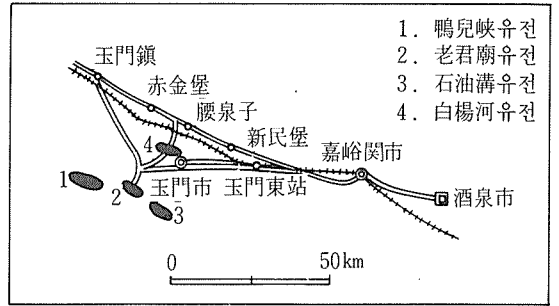 1. 鴨兒峡유전
2. 老君廟유전
3. 石油溝유전
4. 白楊河유전
玉門鎭
赤金堡
腰泉子
新民堡
嘉峪関市
4
1
2
3
玉門市
玉門東站
酒泉市
0
50km